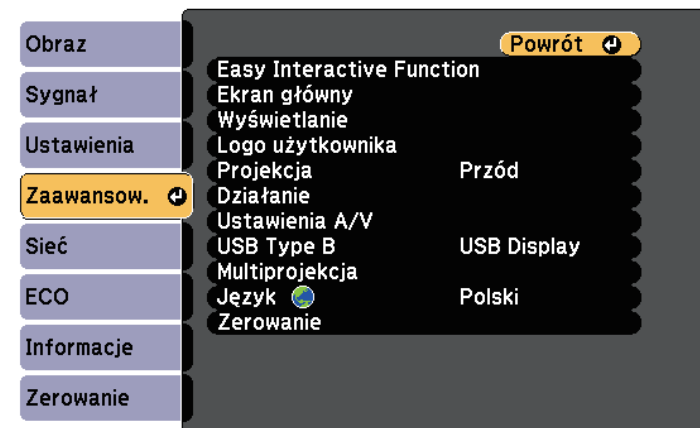 Obraz
Sygnał
Ustawienia
Zaawansow.
Sieć
ECO
Informacje
Zerowanie
Powrót
Easy Interactive Function
Ekran główny
Wyświetlanie
Logo użytkownika
Projekcja Przód
Działanie
Ustawienia A/V
USB Type B USB Display
Multiprojekcja
Język Polski
Zerowanie